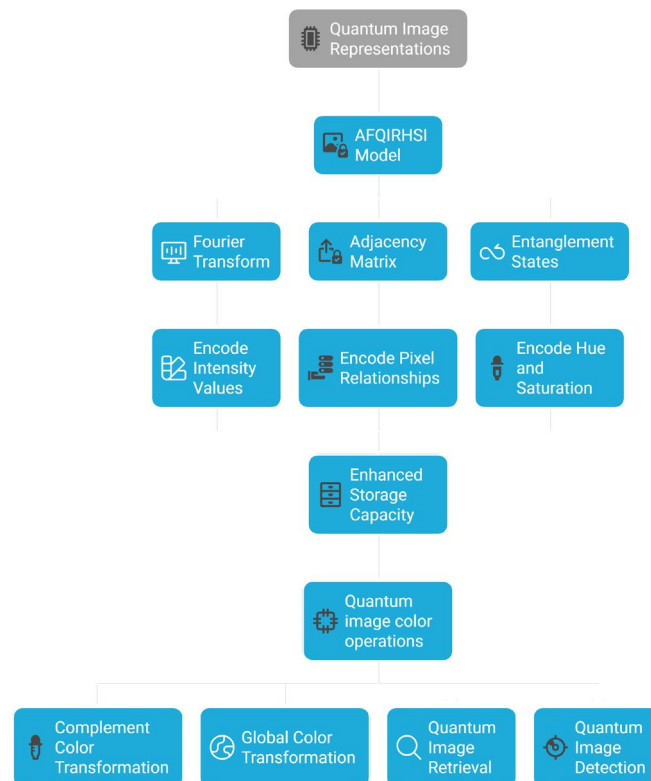 Quantum Image
Representations
AFQIRHSI
Model
Fourier
Transform
Adjacency
Matrix
Entanglement
States
Encode
Intensity
Values
Encode Pixel
Relationships
Encode Hue
and
Saturation
Enhanced
Storage
Capacity
Quantum
image color
operations
Complement
Color
Transformation
Global Color
Transformation
Quantum
Image
Retrieval
Quantum
Image
Detection